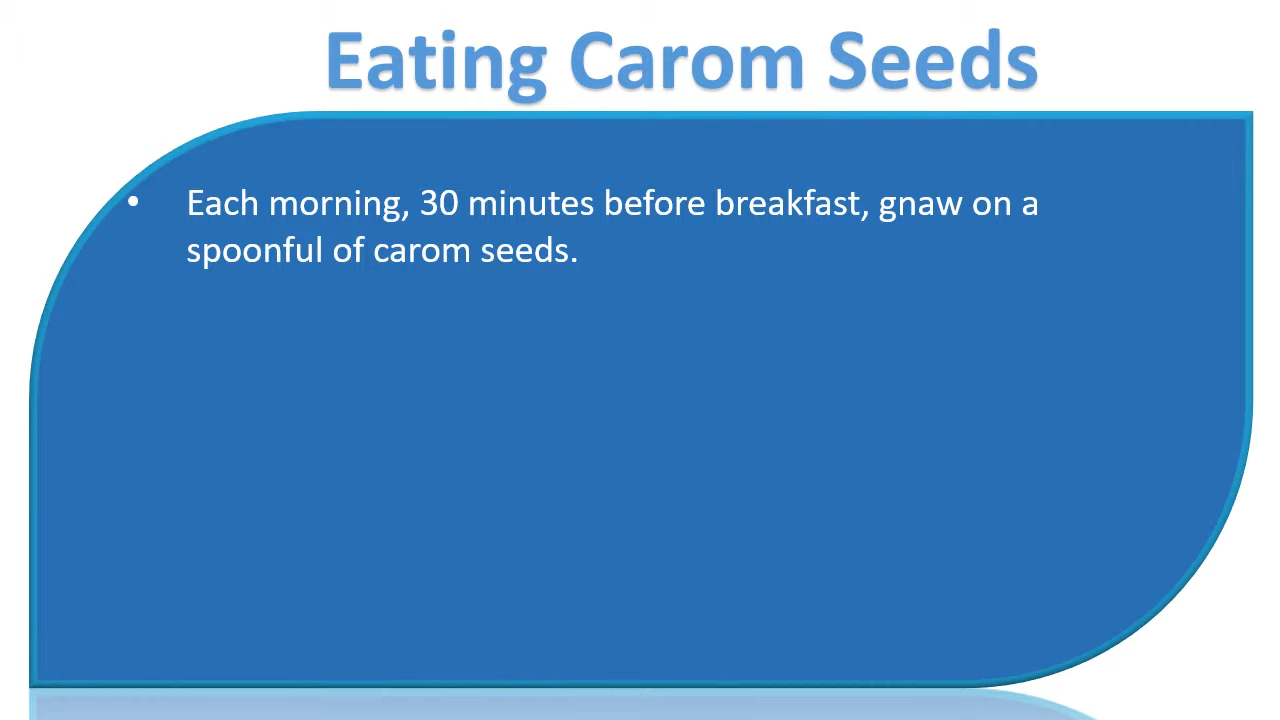 Eating Carom Seeds
• Each morning, 30 minutes before breakfast, gnaw on a
spoonful of carom seeds.